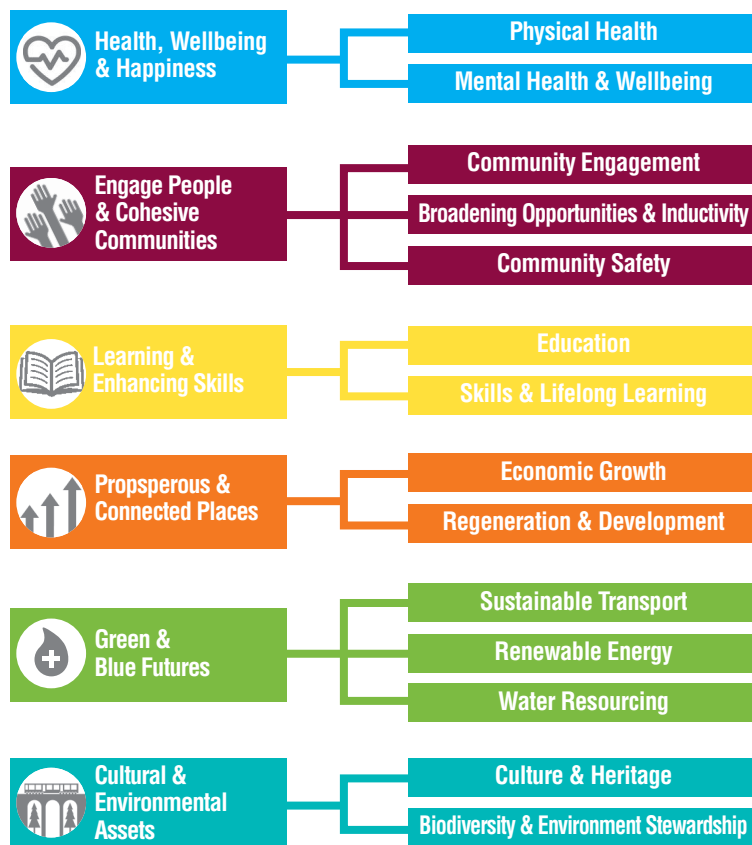 Health, Wellbeing
& Happiness
Physical Health
Mental Health & Wellbeing
Engage People
& Cohesive
Communities
Community Engagement
Broadening Opportunities & Inductivity
Community Safety
Learning &
Enhancing Skills
Education
Skills & Lifelong Learning
Propsperous &
Connected Places
Economic Growth
Regeneration & Development
Green &
Blue Futures
Sustainable Transport
Renewable Energy
Water Resourcing
Cultural &
Environmental
Assets
Culture & Heritage
Biodiversity & Environment Stewardship